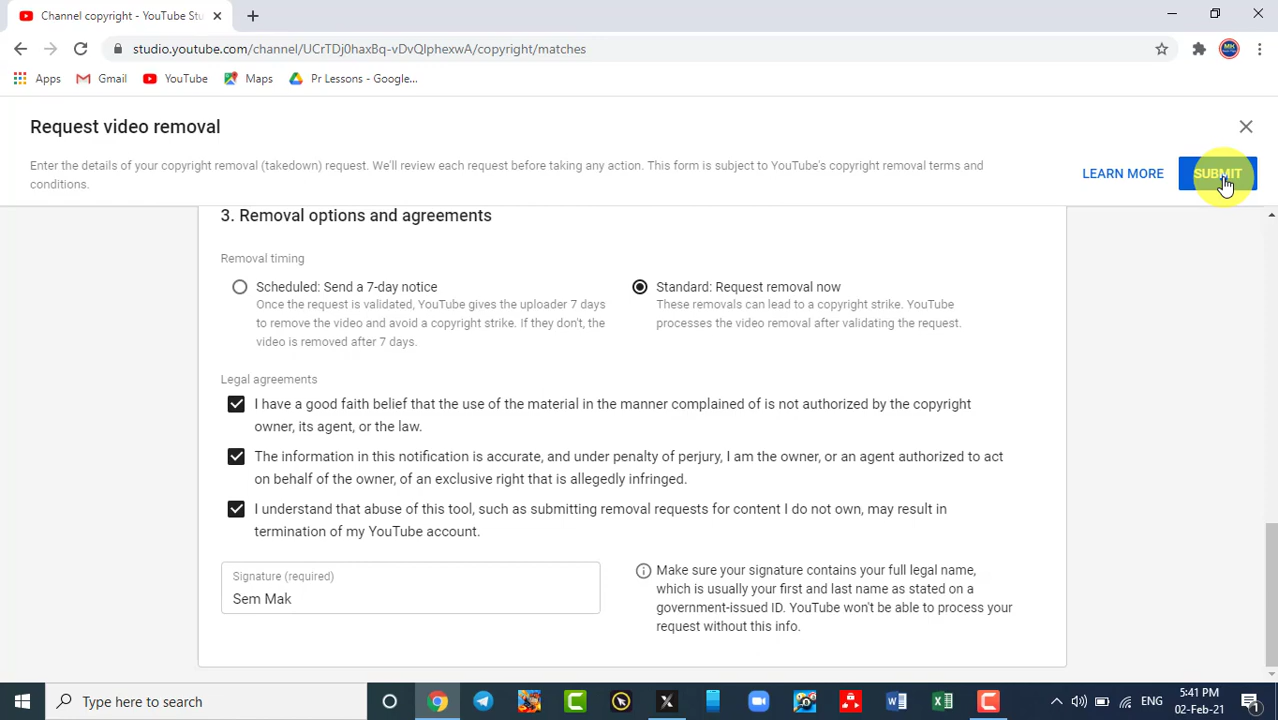 Channel copyright - YouTube Stu
studio.youtube.com/channel/UCrTDj0haxBq-vDvQlphexwA/copyright/matches
Apps Gmail YouTube Maps Pr Lessons - Google...
Request video removal
Enter the details of your copyright removal (takedown) request. We'll review each request before taking any action. This form is subject to YouTube's copyright removal terms and
conditions.
LEARN MORE SUBMIT
3. Removal options and agreements
Removal timing
Scheduled: Send a 7-day notice
Once the request is validated, YouTube gives the uploader 7 days
to remove the video and avoid a copyright strike. If they don't, the
video is removed after 7 days.
Standard: Request removal now
These removals can lead to a copyright strike. YouTube
processes the video removal after validating the request.
Legal agreements
I have a good faith belief that the use of the material in the manner complained of is not authorized by the copyright
owner, its agent, or the law.
The information in this notification is accurate, and under penalty of perjury, I am the owner, or an agent authorized to act
on behalf of the owner, of an exclusive right that is allegedly infringed.
I understand that abuse of this tool, such as submitting removal requests for content I do not own, may result in
termination of my YouTube account.
Signature (required)
Sem Mak
Make sure your signature contains your full legal name,
which is usually your first and last name as stated on a
government-issued ID. YouTube won't be able to process your
request without this info.
Type here to search
ENG
5:41 PM
02-Feb-21